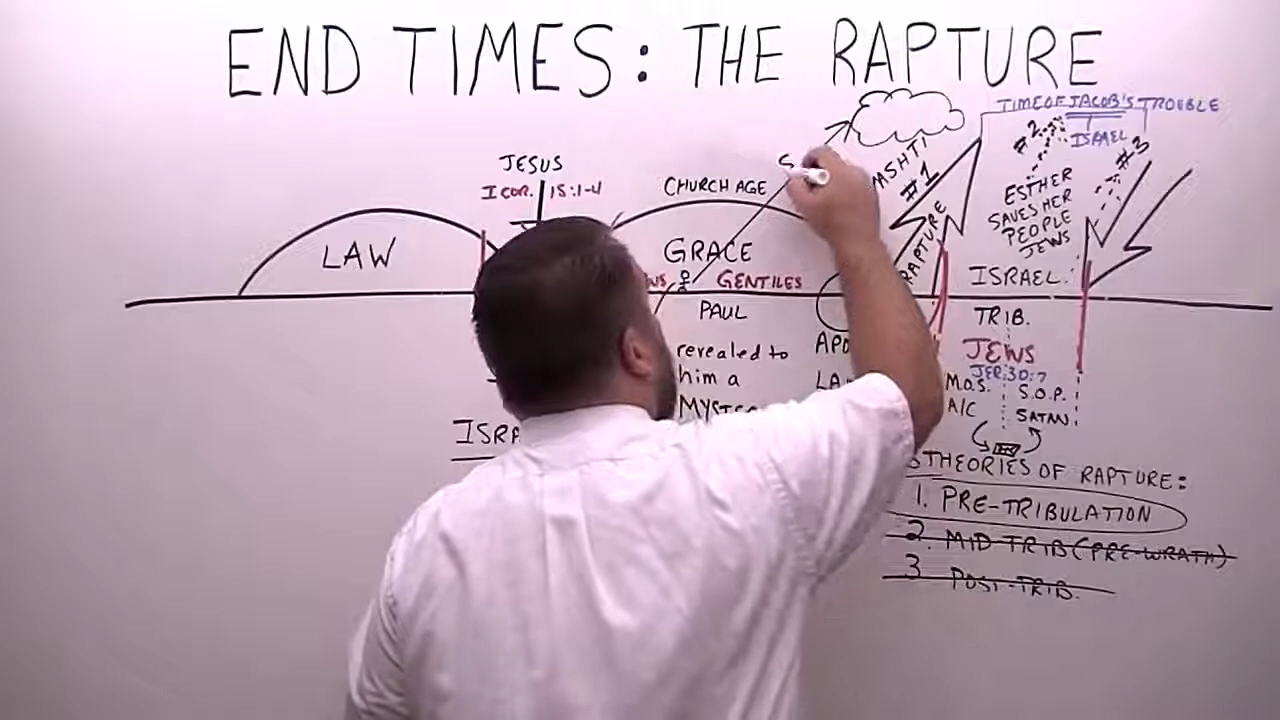 END TIMES: THE RAPTURE
TIME OF JACOB'S TROUBLE
ISRAEL
JESUS
I COR. 15:1-4
CHURCH AGE
S
MSHTI
#1
RAPTURE
#2
#3
ESTHER
SAVES HER
PEOPLE
JEWS
LAW
GRACE
GENTILES
ISRAEL
PAUL
TRIB.
revealed to
him a
JEWS
JER. 30:7
M.O.S.
A/C
S.O.P.
SATAN
THEORIES OF RAPTURE:
1. PRE-TRIBULATION
2. MID TRIB (PRE-WRATH)
3 POST-TRIB.